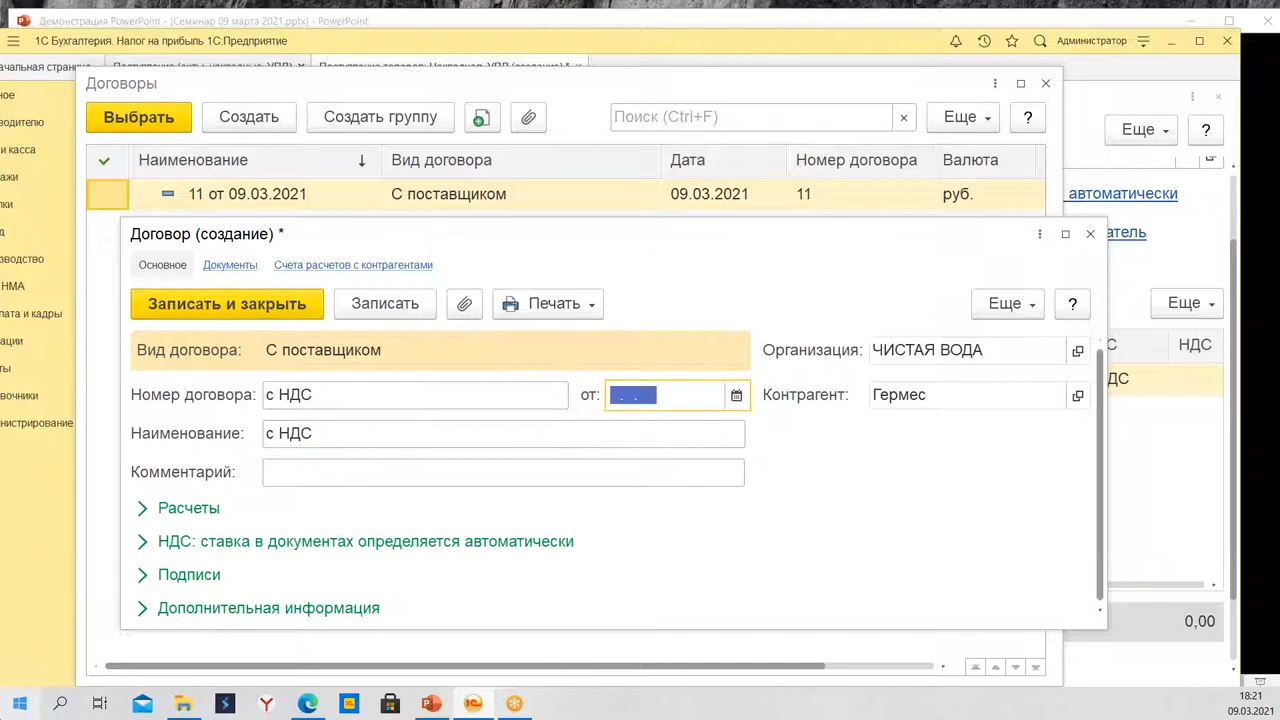 Демонстрация PowerPoint - [Семинар 09 марта 2021.pptx] - PowerPoint
1С Бухгалтерия. Налог на прибыль 1С:Предприятие
Администратор
Договоры
Выбрать
Создать
Создать группу
Поиск (Ctrl+F)
Еще
?
Еще
?
Наименование
Вид договора
Дата
Номер договора
Валюта
11 от 09.03.2021
С поставщиком
09.03.2021
11
руб.
автоматически
Договор (создание) *
Основное
Документы
Счета расчетов с контрагентами
Записать и закрыть
Записать
Печать
Еще
?
Еще
Вид договора:
С поставщиком
Организация:
ЧИСТАЯ ВОДА
НДС
Номер договора:
с НДС
от:
. .
Контрагент:
Гермес
Наименование:
с НДС
Комментарий:
Расчеты
НДС: ставка в документах определяется автоматически
Подписи
Дополнительная информация
0,00
и касса
НМА
18:21
09.03.2021